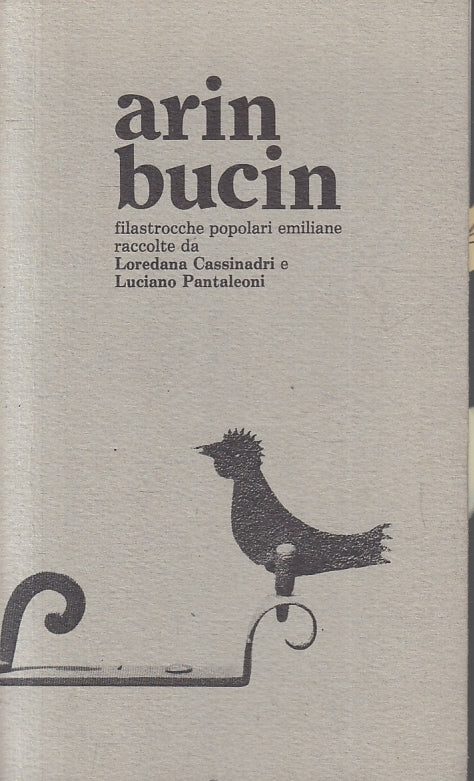 arin
bucin
filastrocche popolari emiliane
raccolte da
Loredana Cassinadri e
Luciano Pantaleoni